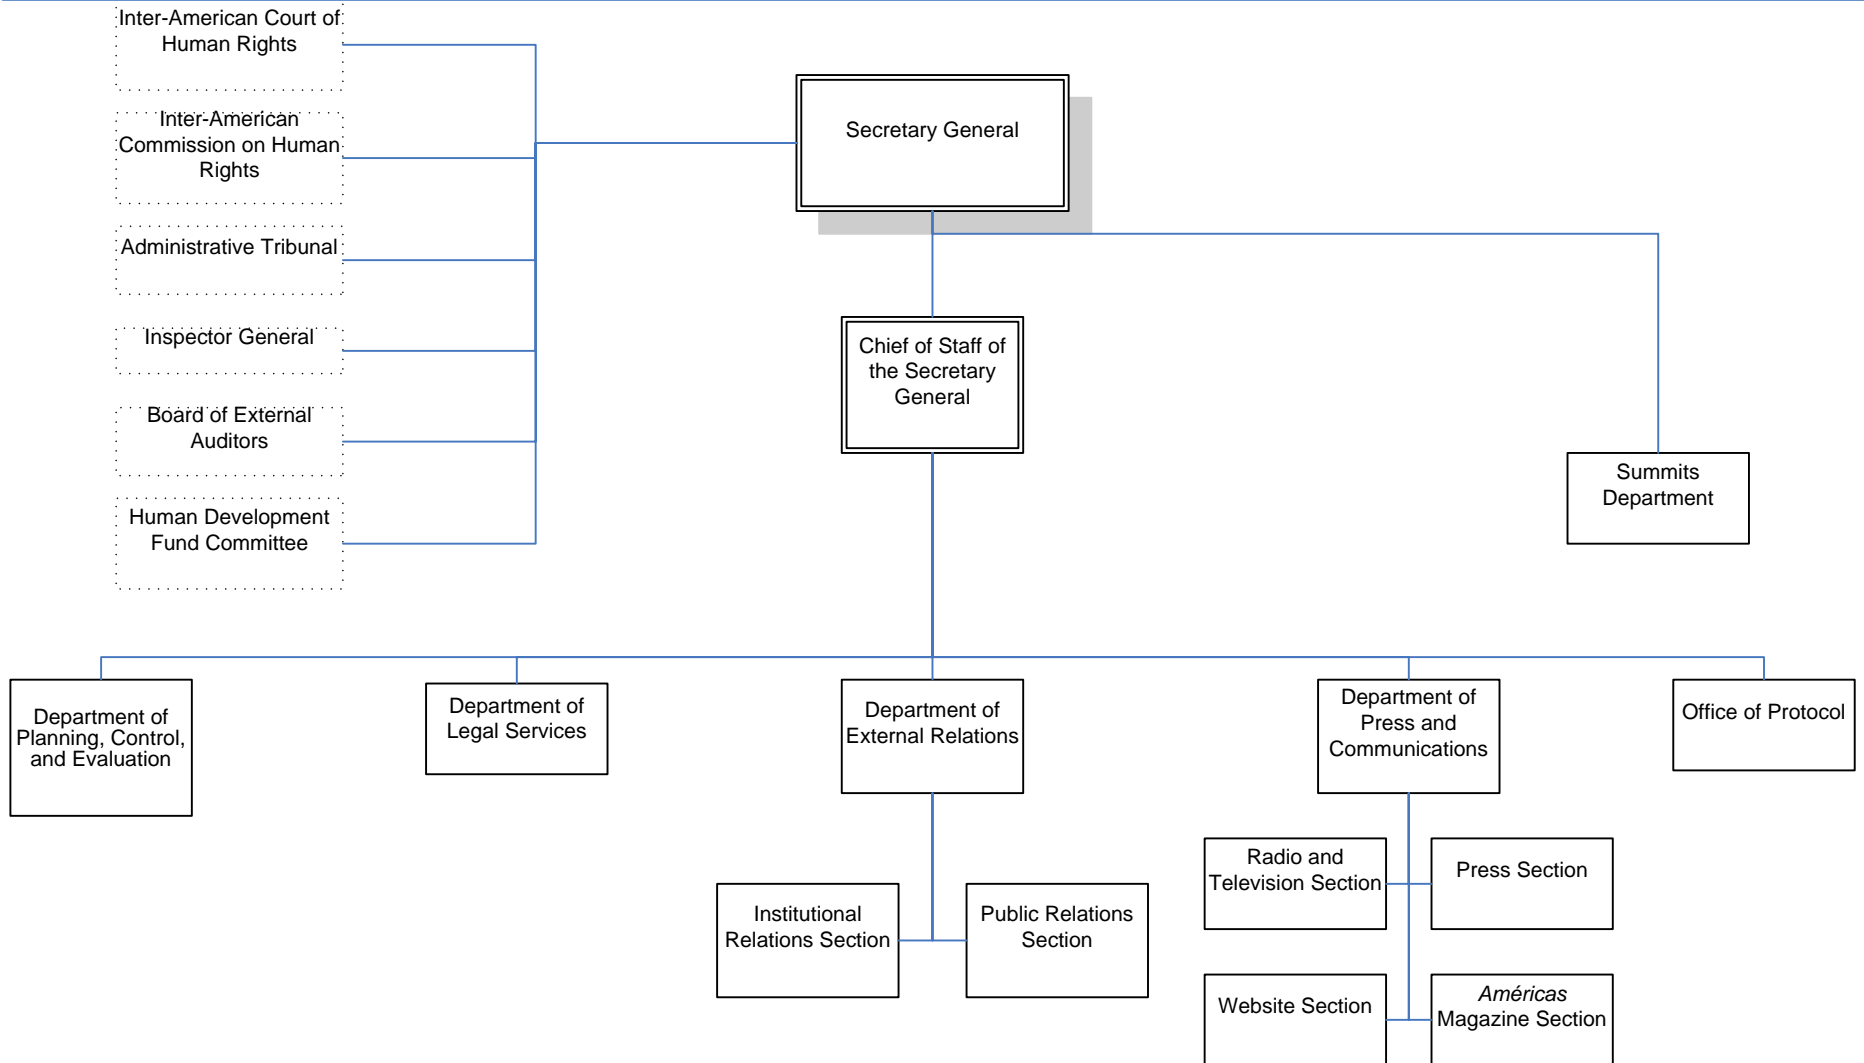 Inter-American Court of
Human Rights
Inter-American
Commission on Human
Rights
Administrative Tribunal
Inspector General
Board of External
Auditors
Human Development
Fund Committee
Secretary General
Chief of Staff of
the Secretary
General
Summits
Department
Department of
Planning, Control,
and Evaluation
Department of
Legal Services
Department of
External Relations
Department of
Press and
Communications
Office of Protocol
Institutional
Relations Section
Public Relations
Section
Radio and
Television Section
Press Section
Website Section
Américas
Magazine Section